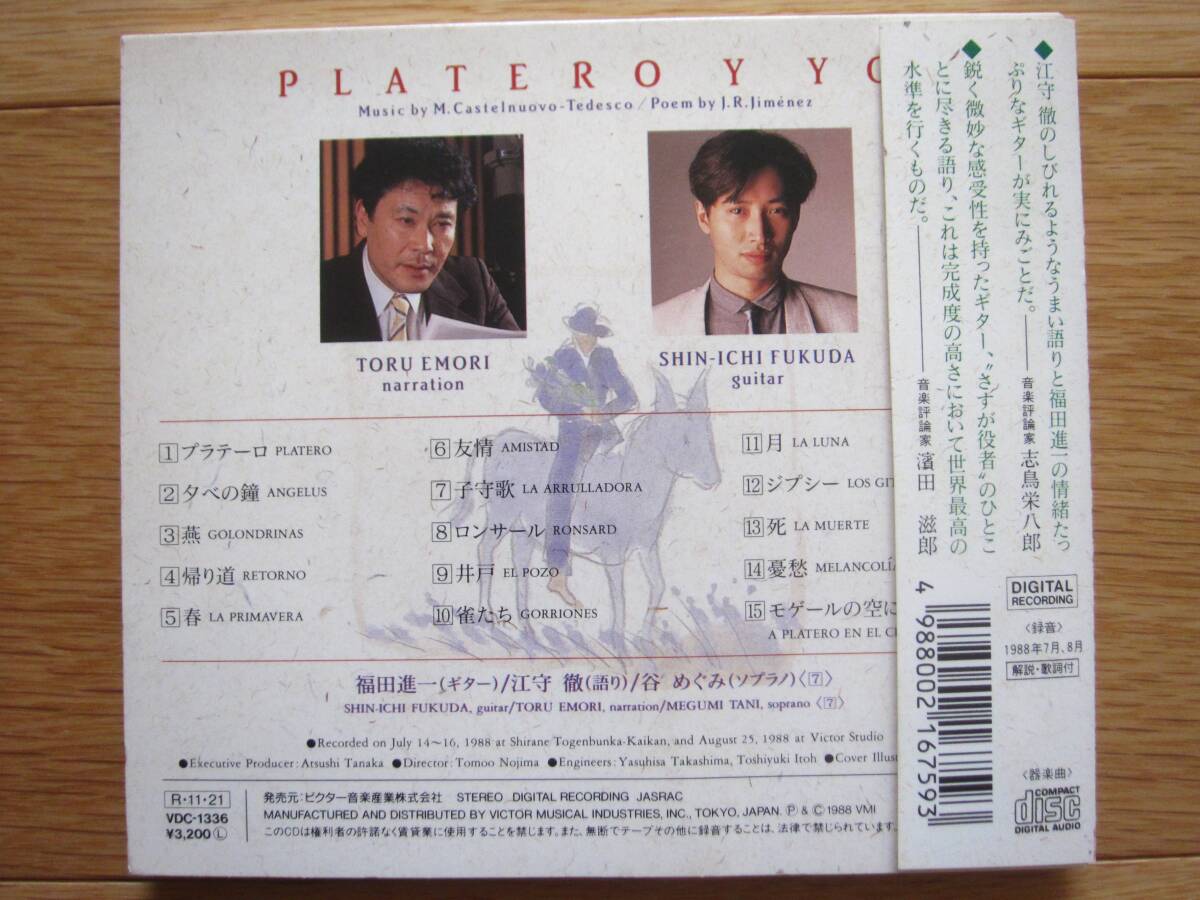 PLATERO Y YO
Music by M.Castelnuovo-Tedesco / Poem by J.R.Jiménez
TORU EMORI
narration
SHIN-ICHI FUKUDA
guitar
1 プラテーロ PLATERO
2 夕べの鐘 ANGELUS
3 燕 GOLONDRINAS
4 帰り道 RETORNO
5 春 LA PRIMAVERA
6 友情 AMISTAD
7 子守歌 LA ARRULLADORA
8 ロンサール RONSARD
9 井戸 EL POZO
10 雀たち GORRIONES
11 月 LA LUNA
12 ジプシー LOS GIT
13 死 LA MUERTE
14 憂愁 MELANCOLÍA
15 モゲールの空に
A PLATERO EN EL CI
福田進一(ギター)/江守 徹(語り)/谷 めぐみ(ソプラノ)〈7〉
SHIN-ICHI FUKUDA, guitar/TORU EMORI, narration/MEGUMI TANI, soprano〈7〉
●Recorded on July 14〜16, 1988 at Shirane Togenbunka-Kaikan, and August 25, 1988 at Victor Studio
●Executive Producer: Atsushi Tanaka ●Director: Tomoo Nojima ●Engineers: Yasuhisa Takashima, Toshiyuki Itoh ●Cover Illust
R・11・21
VDC-1336
¥3,200Ⓛ
発売元:ビクター音楽産業株式会社 STEREO DIGITAL RECORDING JASRAC
MANUFACTURED AND DISTRIBUTED BY VICTOR MUSICAL INDUSTRIES, INC., TOKYO, JAPAN. Ⓟ & © 1988 VMI
このCDは権利者の許諾なく賃貸業に使用することを禁じます。また、無断でテープその他に録音することは、法律で禁じられています。
◆江守 徹のしびれるようなうまい語りと福田進一の情緒たっ
ぷりなギターが実にみごとだ。――音楽評論家 志鳥栄八郎
◆鋭く微妙な感受性を持ったギター、“さすが役者”のひとこ
とに尽きる語り、これは完成度の高さにおいて世界最高の
水準を行くものだ。――音楽評論家 濱田 滋郎
4 988002 167593
DIGITAL
RECORDING
〈録音〉
1988年7月、8月
解説・歌詞付
〈器楽曲〉
COMPACT
disc
DIGITAL AUDIO